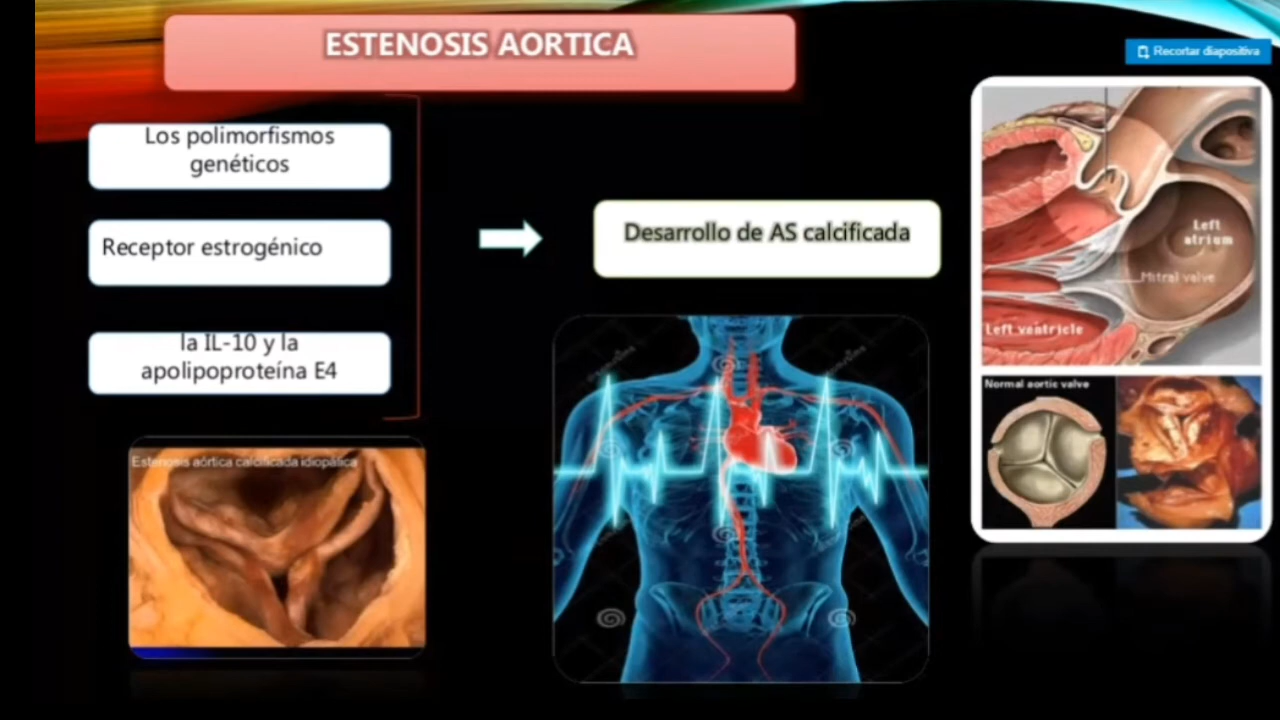 ESTENOSIS AORTICA
Recortar diapositiva
Los polimorfismos
genéticos
Receptor estrogénico
la IL-10 y la
apolipoproteína E4
Desarrollo de AS calcificada
Estenosis aórtica calcificada idiopática
Left
atrium
Mitral valve
Left ventricle
Normal aortic valve